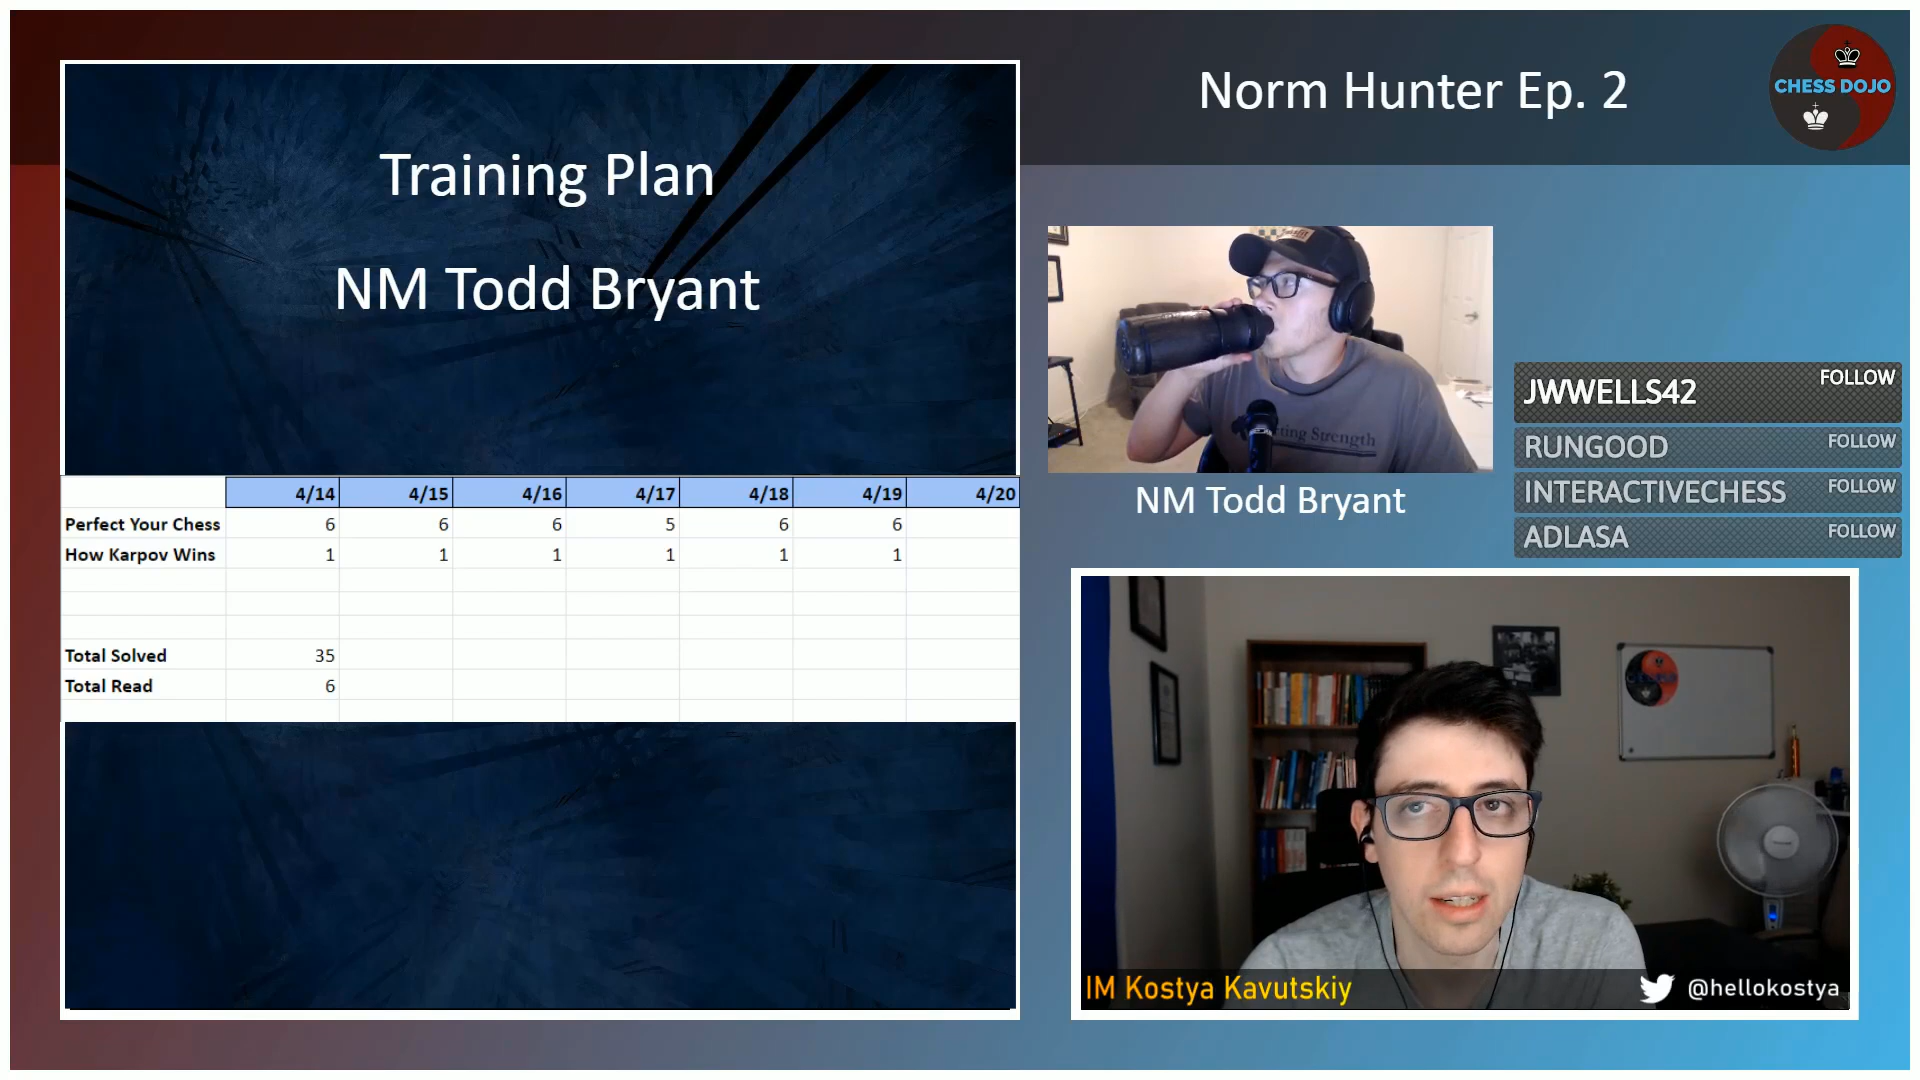 Training Plan
NM Todd Bryant
4/14 4/15 4/16 4/17 4/18 4/19 4/20
Perfect Your Chess 6 6 6 5 6 6
How Karpov Wins 1 1 1 1 1 1
Total Solved 35
Total Read 6
Norm Hunter Ep. 2
CHESS DOJO
rting Strength
NM Todd Bryant
JWWELLS42 FOLLOW
RUNGOOD FOLLOW
INTERACTIVECHESS FOLLOW
ADLASA FOLLOW
IM Kostya Kavutskiy
@hellokostya